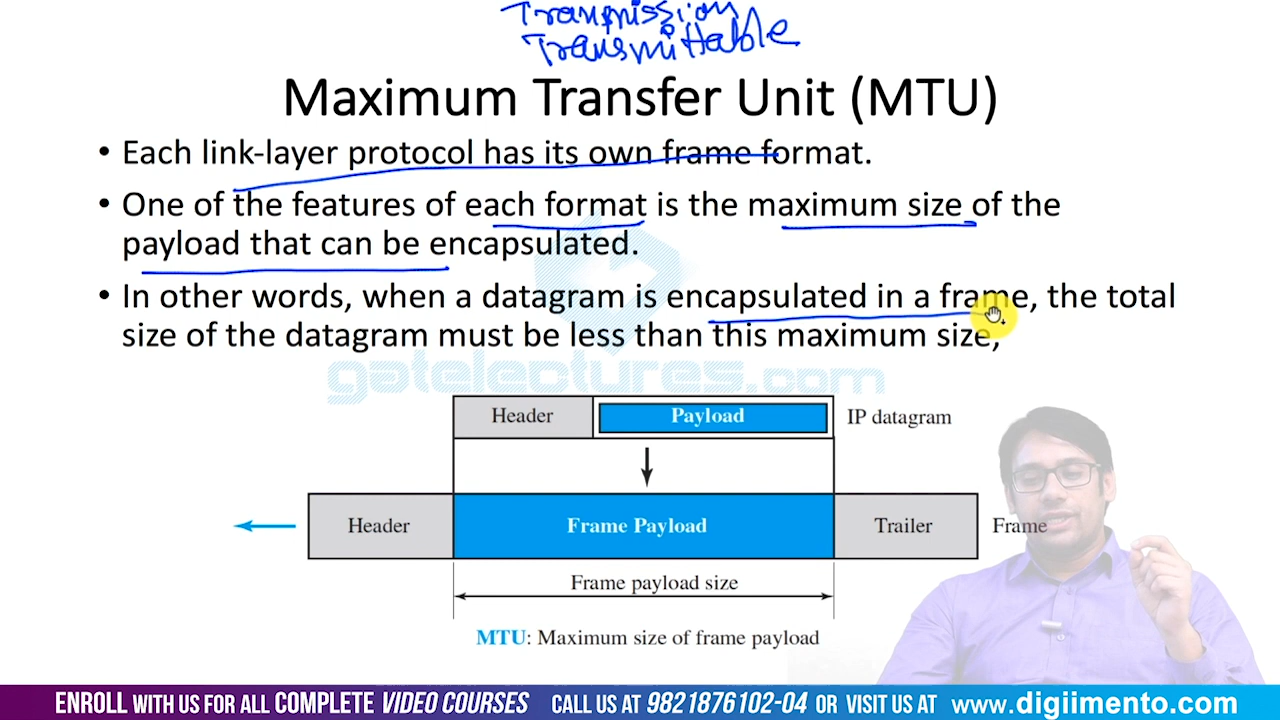 Transmission
Transmittable
Maximum Transfer Unit (MTU)
• Each link-layer protocol has its own frame format.
• One of the features of each format is the maximum size of the
payload that can be encapsulated.
• In other words, when a datagram is encapsulated in a frame, the total
size of the datagram must be less than this maximum size,
gatelectures.com
Header Payload IP datagram
Header Frame Payload Trailer Frame
Frame payload size
MTU: Maximum size of frame payload
ENROLL WITH US FOR ALL COMPLETE VIDEO COURSES CALL US AT 9821876102-04 OR VISIT US AT www.digiimento.com